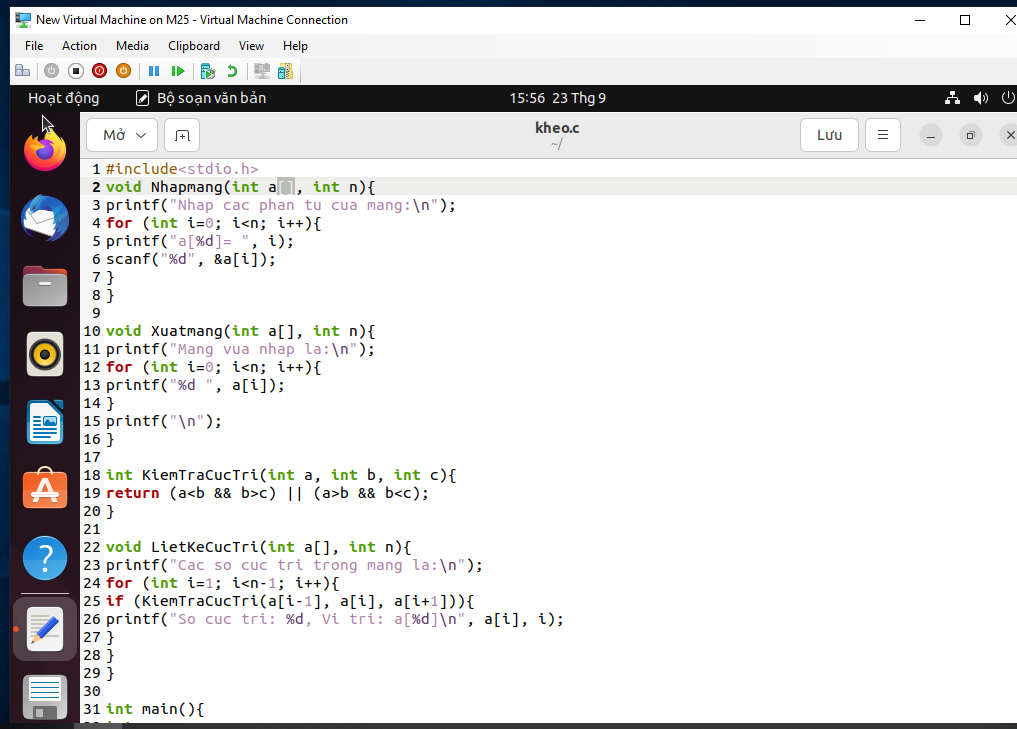 New Virtual Machine on M25 - Virtual Machine Connection
File Action Media Clipboard View Help
Hoạt động Bộ soạn văn bản 15:56 23 Thg 9
Mở kheo.c Lưu
~/
1 #include<stdio.h>
2 void Nhapmang(int a[], int n){
3 printf("Nhap cac phan tu cua mang:\n");
4 for (int i=0; i<n; i++){
5 printf("a[%d]= ", i);
6 scanf("%d", &a[i]);
7 }
8 }
9
10 void Xuatmang(int a[], int n){
11 printf("Mang vua nhap la:\n");
12 for (int i=0; i<n; i++){
13 printf("%d ", a[i]);
14 }
15 printf("\n");
16 }
17
18 int KiemTraCucTri(int a, int b, int c){
19 return (a<b && b>c) || (a>b && b<c);
20 }
21
22 void LietKeCucTri(int a[], int n){
23 printf("Cac so cuc tri trong mang la:\n");
24 for (int i=1; i<n-1; i++){
25 if (KiemTraCucTri(a[i-1], a[i], a[i+1])){
26 printf("So cuc tri: %d, Vi tri: a[%d]\n", a[i], i);
27 }
28 }
29 }
30
31 int main(){